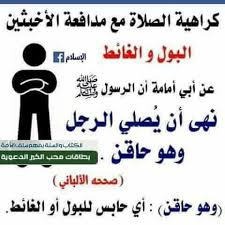 كراهية الصلاة مع مدافعة الأخبثين
البول و الغائط
الإسلام
عن أبي أمامة أن الرسول ﷺ
نهى أن يُصلي الرجل
وهو حاقن .
الكتاب والسنة بفهم سلف الأمة
بطاقات محب الخير الدعوية
(صححه الألباني)
(وهو حاقن) : أي حابس للبول أو الغائط.